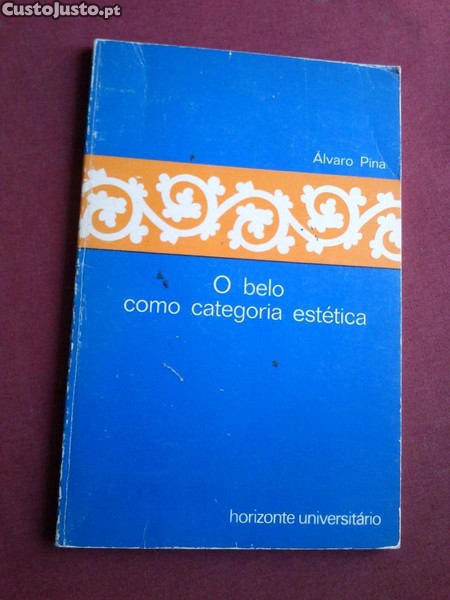 CustoJusto.pt
Álvaro Pina
O belo
como categoria estética
horizonte universitário